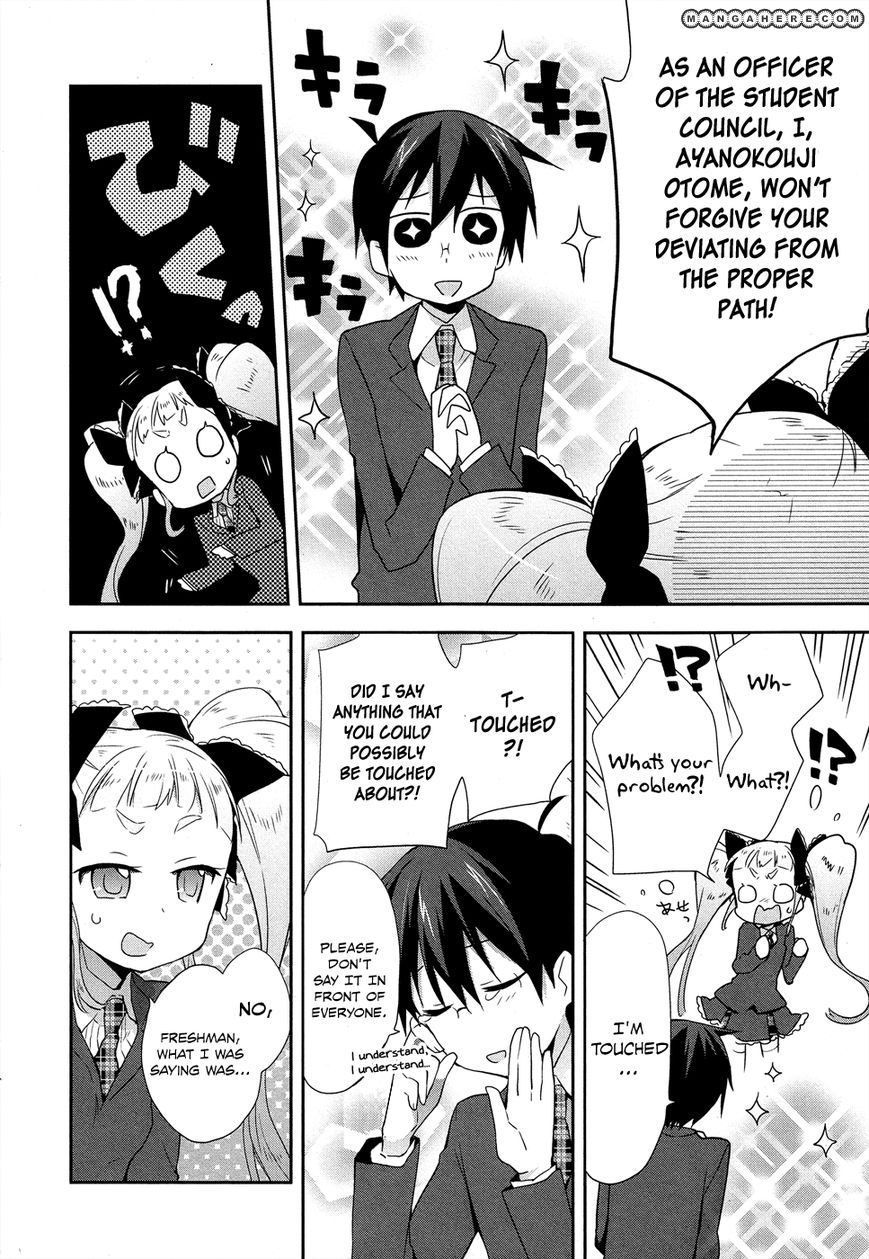 MANGAHERE.COM
AS AN OFFICER
OF THE STUDENT
COUNCIL, I,
AYANOKOUJI
OTOME, WON'T
FORGIVE YOUR
DEVIATING FROM
THE PROPER
PATH!
キラ
キラ
キラ
びくっ
!?
Wh-
What?!
!?
What's your
problem?!
!?
あせっ
I'M
TOUCHED
...
T-
TOUCHED
?!
DID I SAY
ANYTHING THAT
YOU COULD
POSSIBLY
BE TOUCHED
ABOUT?!
PLEASE,
DON'T
SAY IT IN
FRONT OF
EVERYONE.
I understand,
I understand...
NO,
FRESHMAN,
WHAT I WAS
SAYING WAS...